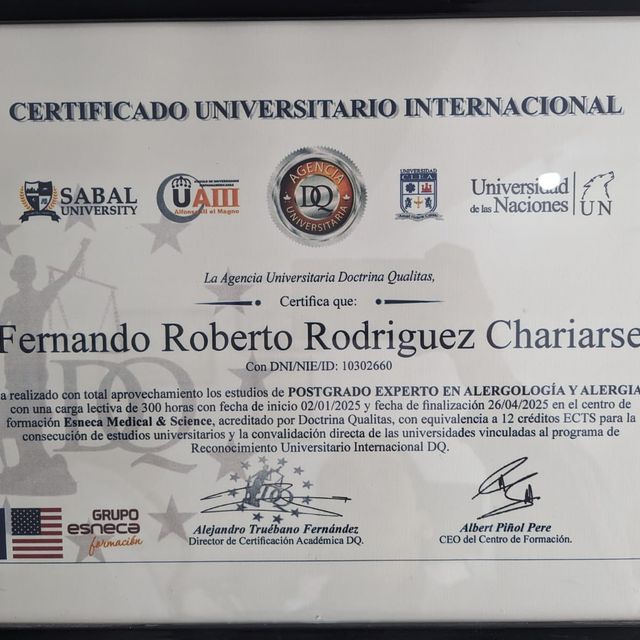 CERTIFICADO UNIVERSITARIO INTERNACIONAL
SABAL
UNIVERSITY
UAIII
Alfonso III el Magno
AGENCIA
DQ
UNIVERSITARIA
UNIVERSIDAD
C.L.E.A.
Universidad
de las Naciones
UN
La Agencia Universitaria Doctrina Qualitas,
Certifica que:
Fernando Roberto Rodriguez Chariarse
Con DNI/NIE/ID: 10302660
a realizado con total aprovechamiento los estudios de POSTGRADO EXPERTO EN ALERGOLOGÍA Y ALERGIA
con una carga lectiva de 300 horas con fecha de inicio 02/01/2025 y fecha de finalización 26/04/2025 en el centro de
formación Esneca Medical & Science, acreditado por Doctrina Qualitas, con equivalencia a 12 créditos ECTS para la
consecución de estudios universitarios y la convalidación directa de las universidades vinculadas al programa de
Reconocimiento Universitario Internacional DQ.
GRUPO
esneca
formación
Alejandro Truébano Fernández
Director de Certificación Académica DQ.
Albert Piñol Pere
CEO del Centro de Formación.